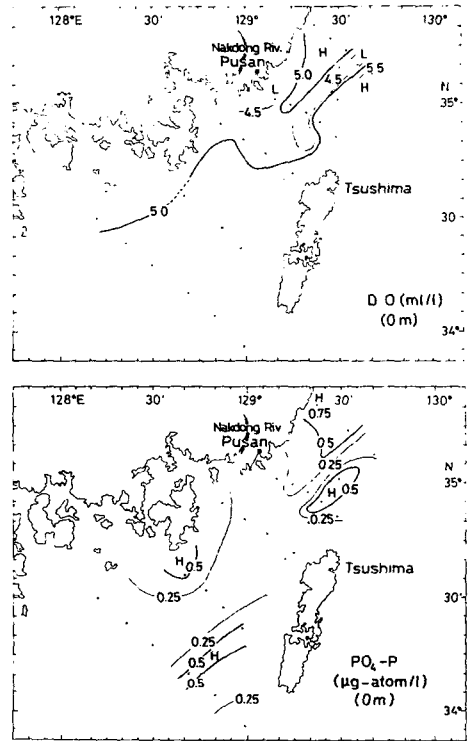 128°E 30' 129° 30' 130°
Nakdong Riv.
Pusan
H
L
5.0
4.5
5.5
L
H
4.5
N
35°
Tsushima
5.0
30
D O (ml/l)
(0m)
34°
128°E 30' 129° 30' 130°
H
0.75
Nakdong Riv
Pusan
0.5
0.25
N
35°
H
0.5
0.25
H
0.5
0.25
Tsushima
30'
0.25
0.5
H
0.5
0.25
PO₄-P
(µg-atom/l)
(0m)
34°